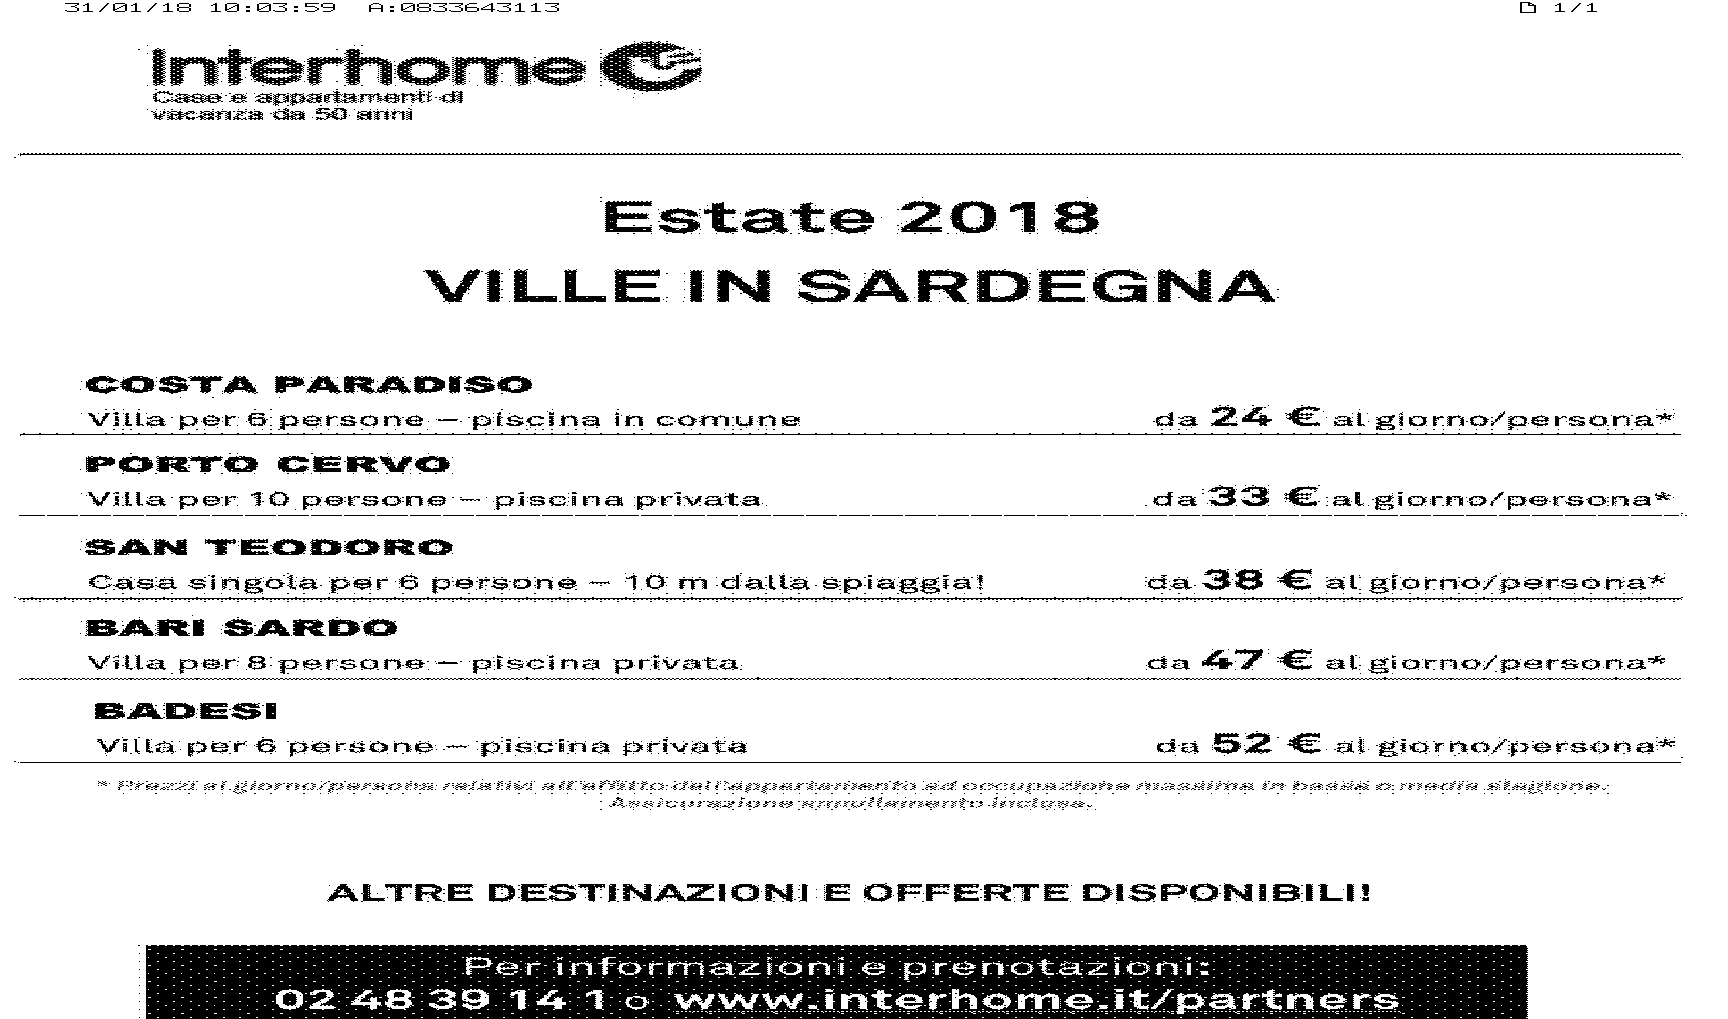 31/01/18 10:03:59 A:0833643113 1/1
Interhome
Case e appartamenti di
vacanza da 50 anni
Estate 2018
VILLE IN SARDEGNA
COSTA PARADISO
Villa per 6 persone – piscina in comune da 24 € al giorno/persona*
PORTO CERVO
Villa per 10 persone – piscina privata da 33 € al giorno/persona*
SAN TEODORO
Casa singola per 6 persone – 10 m dalla spiaggia! da 38 € al giorno/persona*
BARI SARDO
Villa per 8 persone – piscina privata da 47 € al giorno/persona*
BADESI
Villa per 6 persone – piscina privata da 52 € al giorno/persona*
* Prezzi al giorno/persona relativi all'affitto dell'appartamento ad occupazione massima in bassa o media stagione.
Assicurazione annullamento inclusa.
ALTRE DESTINAZIONI E OFFERTE DISPONIBILI!
Per informazioni e prenotazioni:
02 48 39 14 1 o www.interhome.it/partners